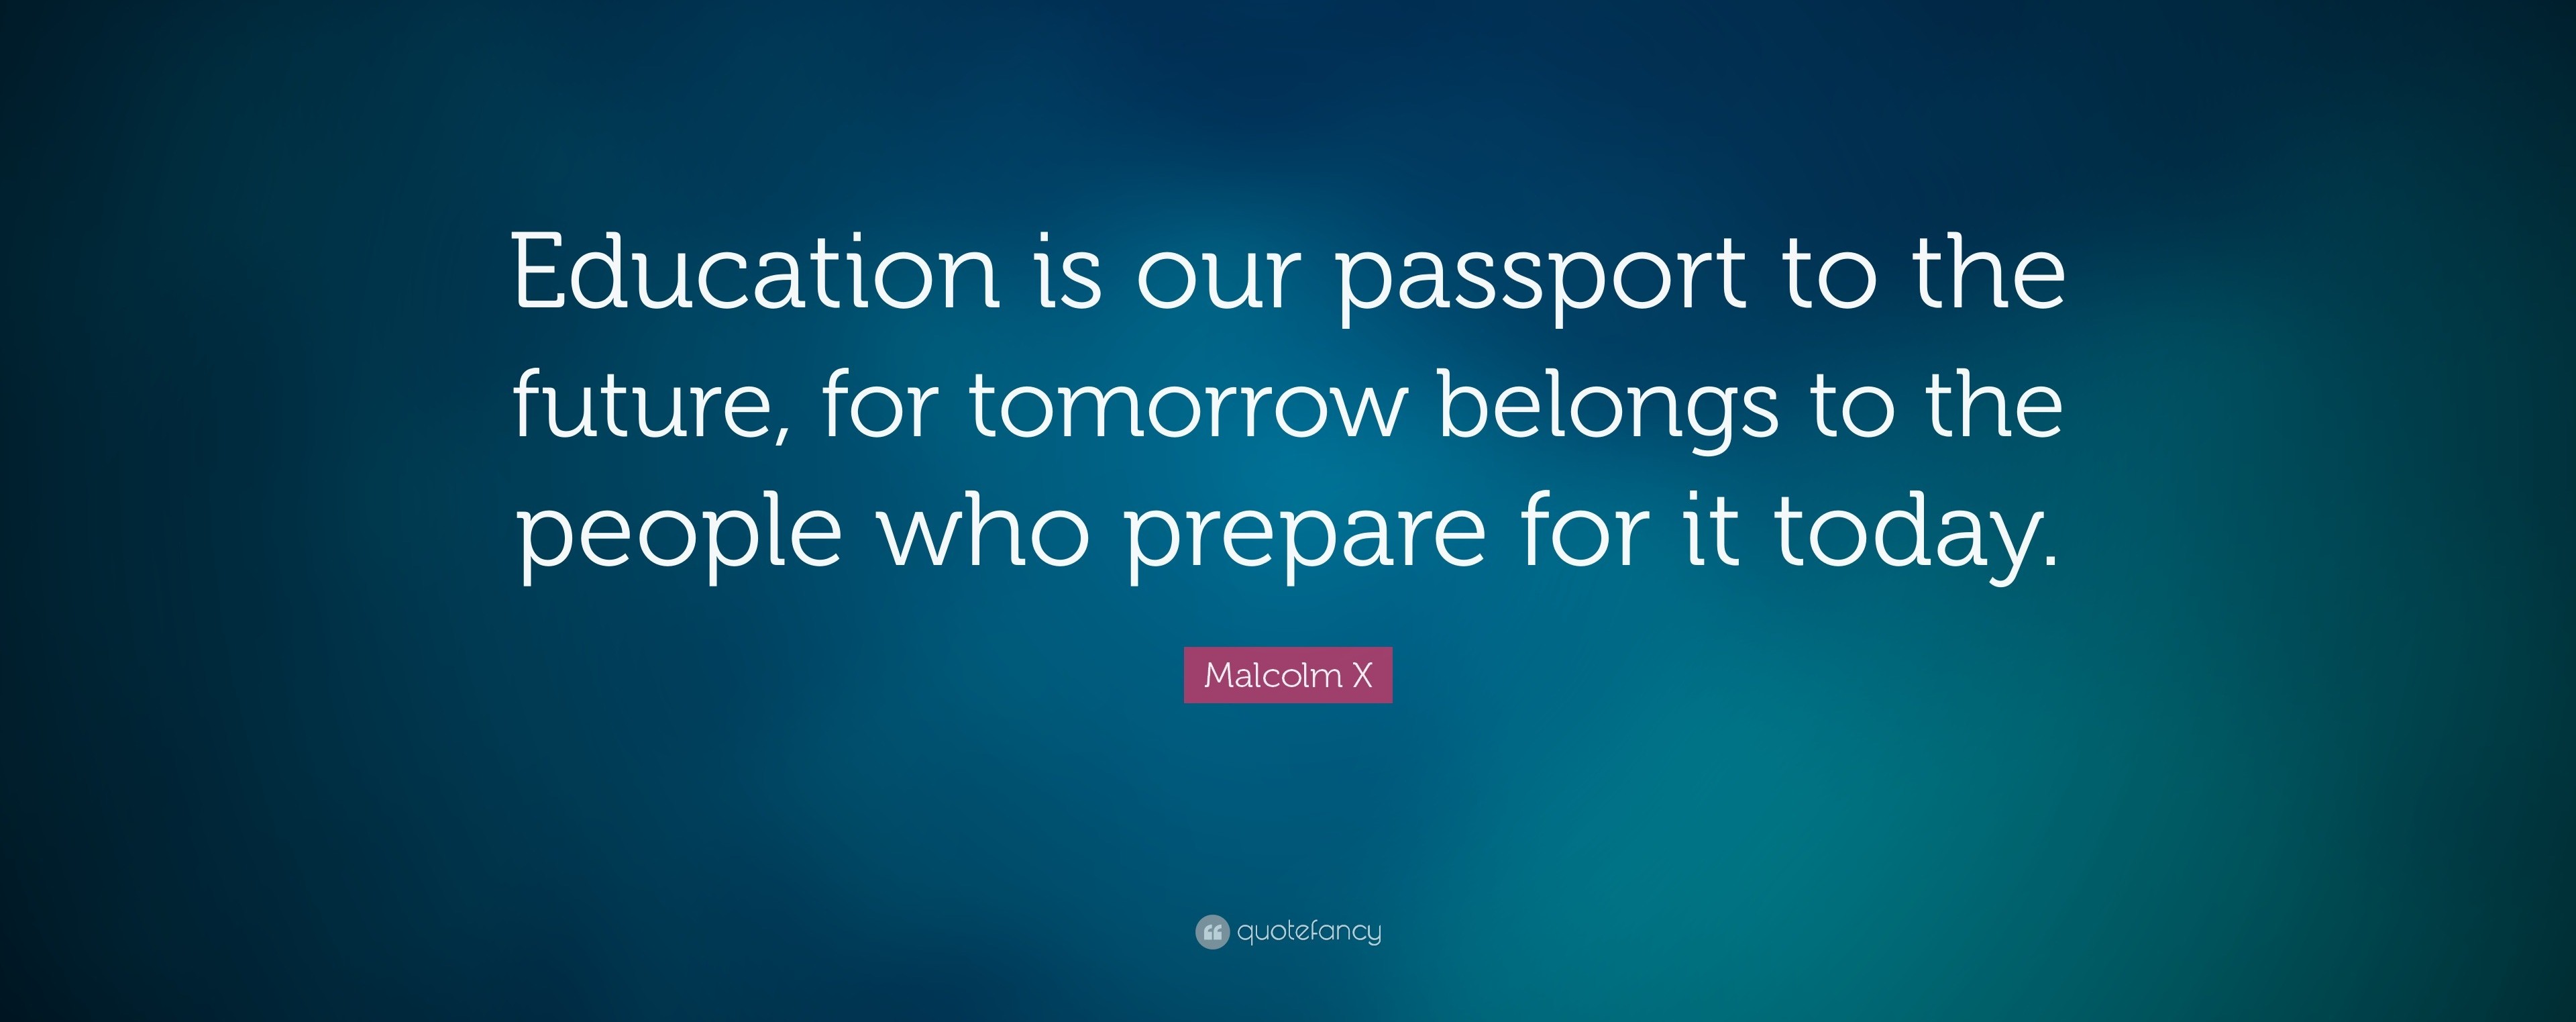 Education is our passport to the
future, for tomorrow belongs to the
people who prepare for it today.
Malcolm X
quotefancy